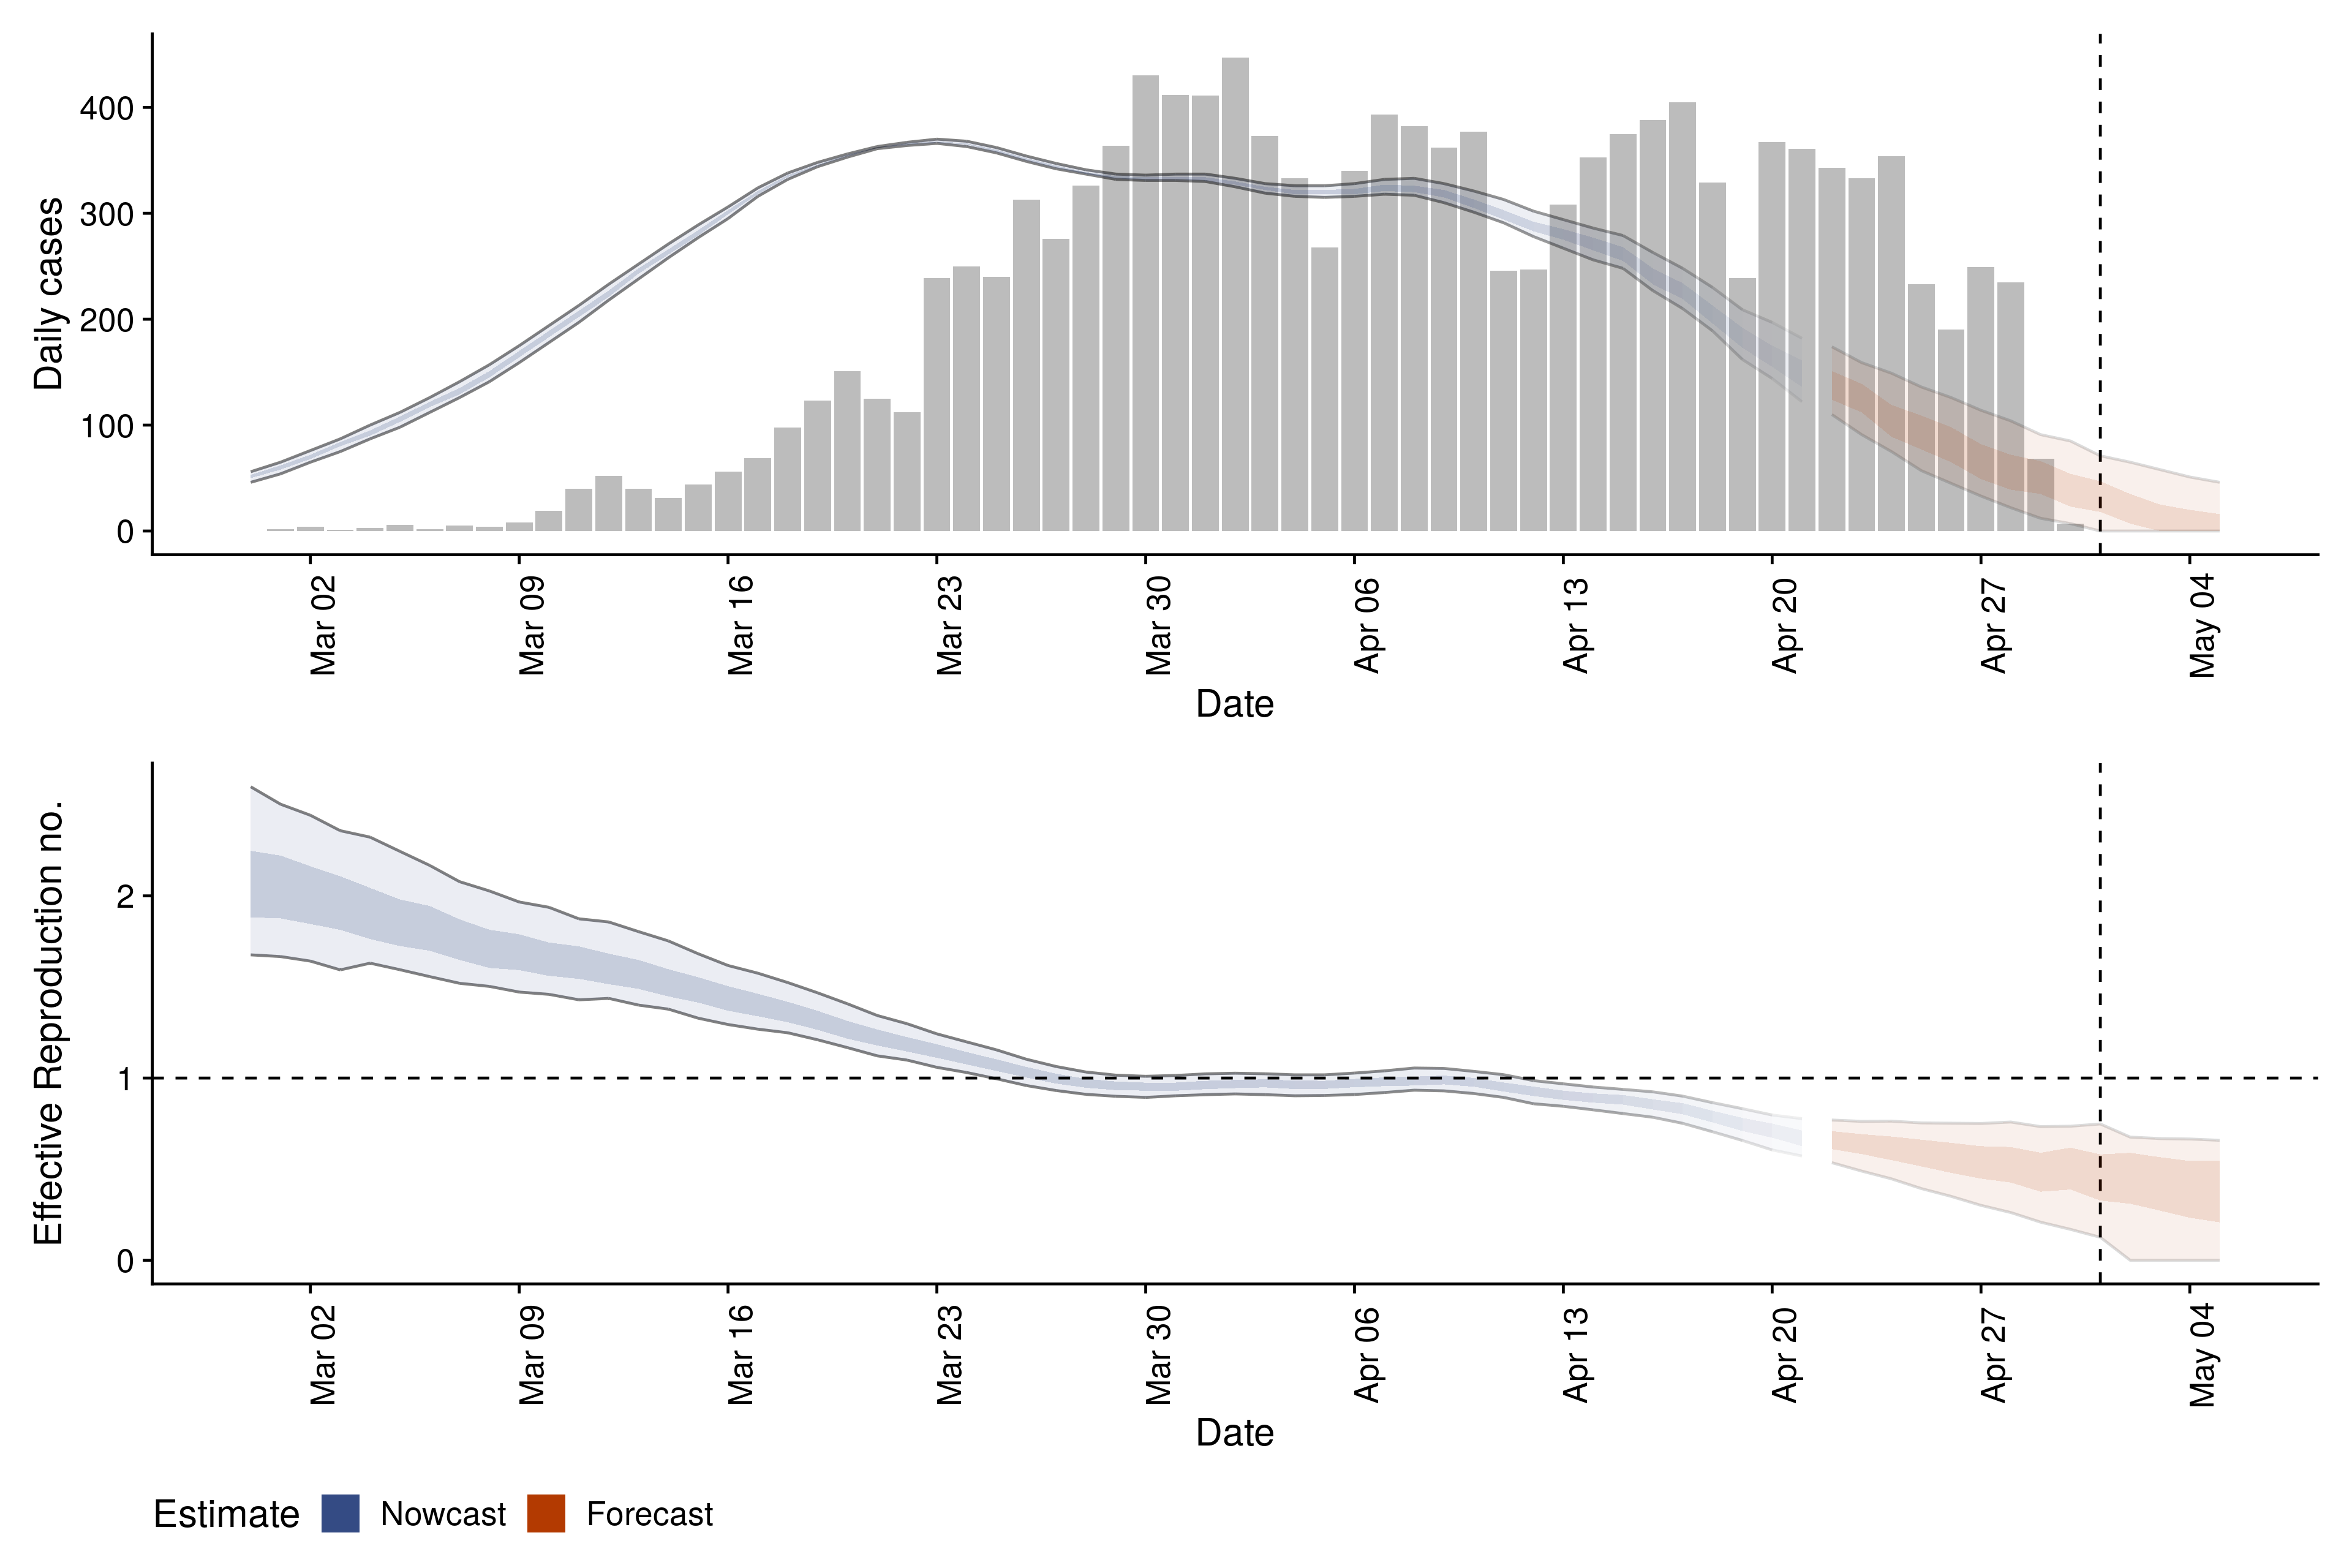 Daily cases
400
300
200
100
0
Mar 02
Mar 09
Mar 16
Mar 23
Mar 30
Apr 06
Apr 13
Apr 20
Apr 27
May 04
Date
Effective Reproduction no.
2
1
0
Mar 02
Mar 09
Mar 16
Mar 23
Mar 30
Apr 06
Apr 13
Apr 20
Apr 27
May 04
Date
Estimate Nowcast Forecast